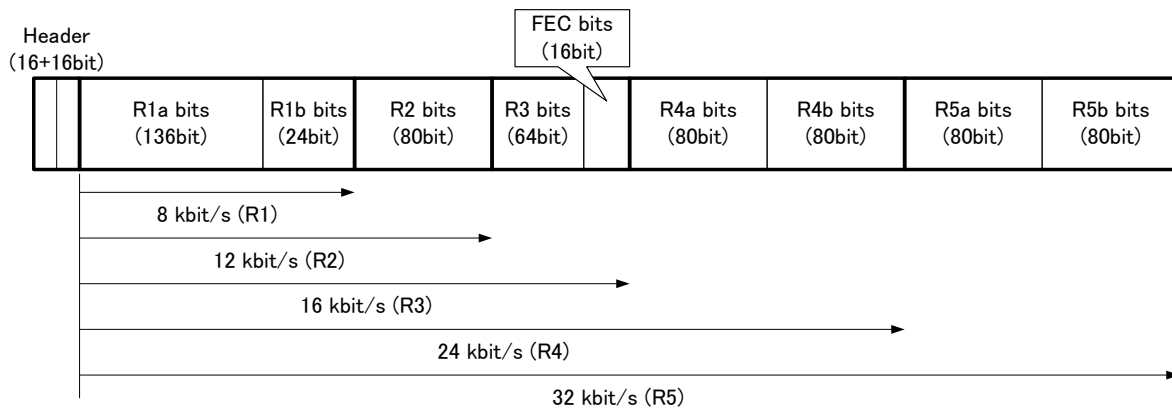 Header
(16+16bit)
FEC bits
(16bit)
R1a bits
(136bit)
R1b bits
(24bit)
R2 bits
(80bit)
R3 bits
(64bit)
R4a bits
(80bit)
R4b bits
(80bit)
R5a bits
(80bit)
R5b bits
(80bit)
8 kbit/s (R1)
12 kbit/s (R2)
16 kbit/s (R3)
24 kbit/s (R4)
32 kbit/s (R5)